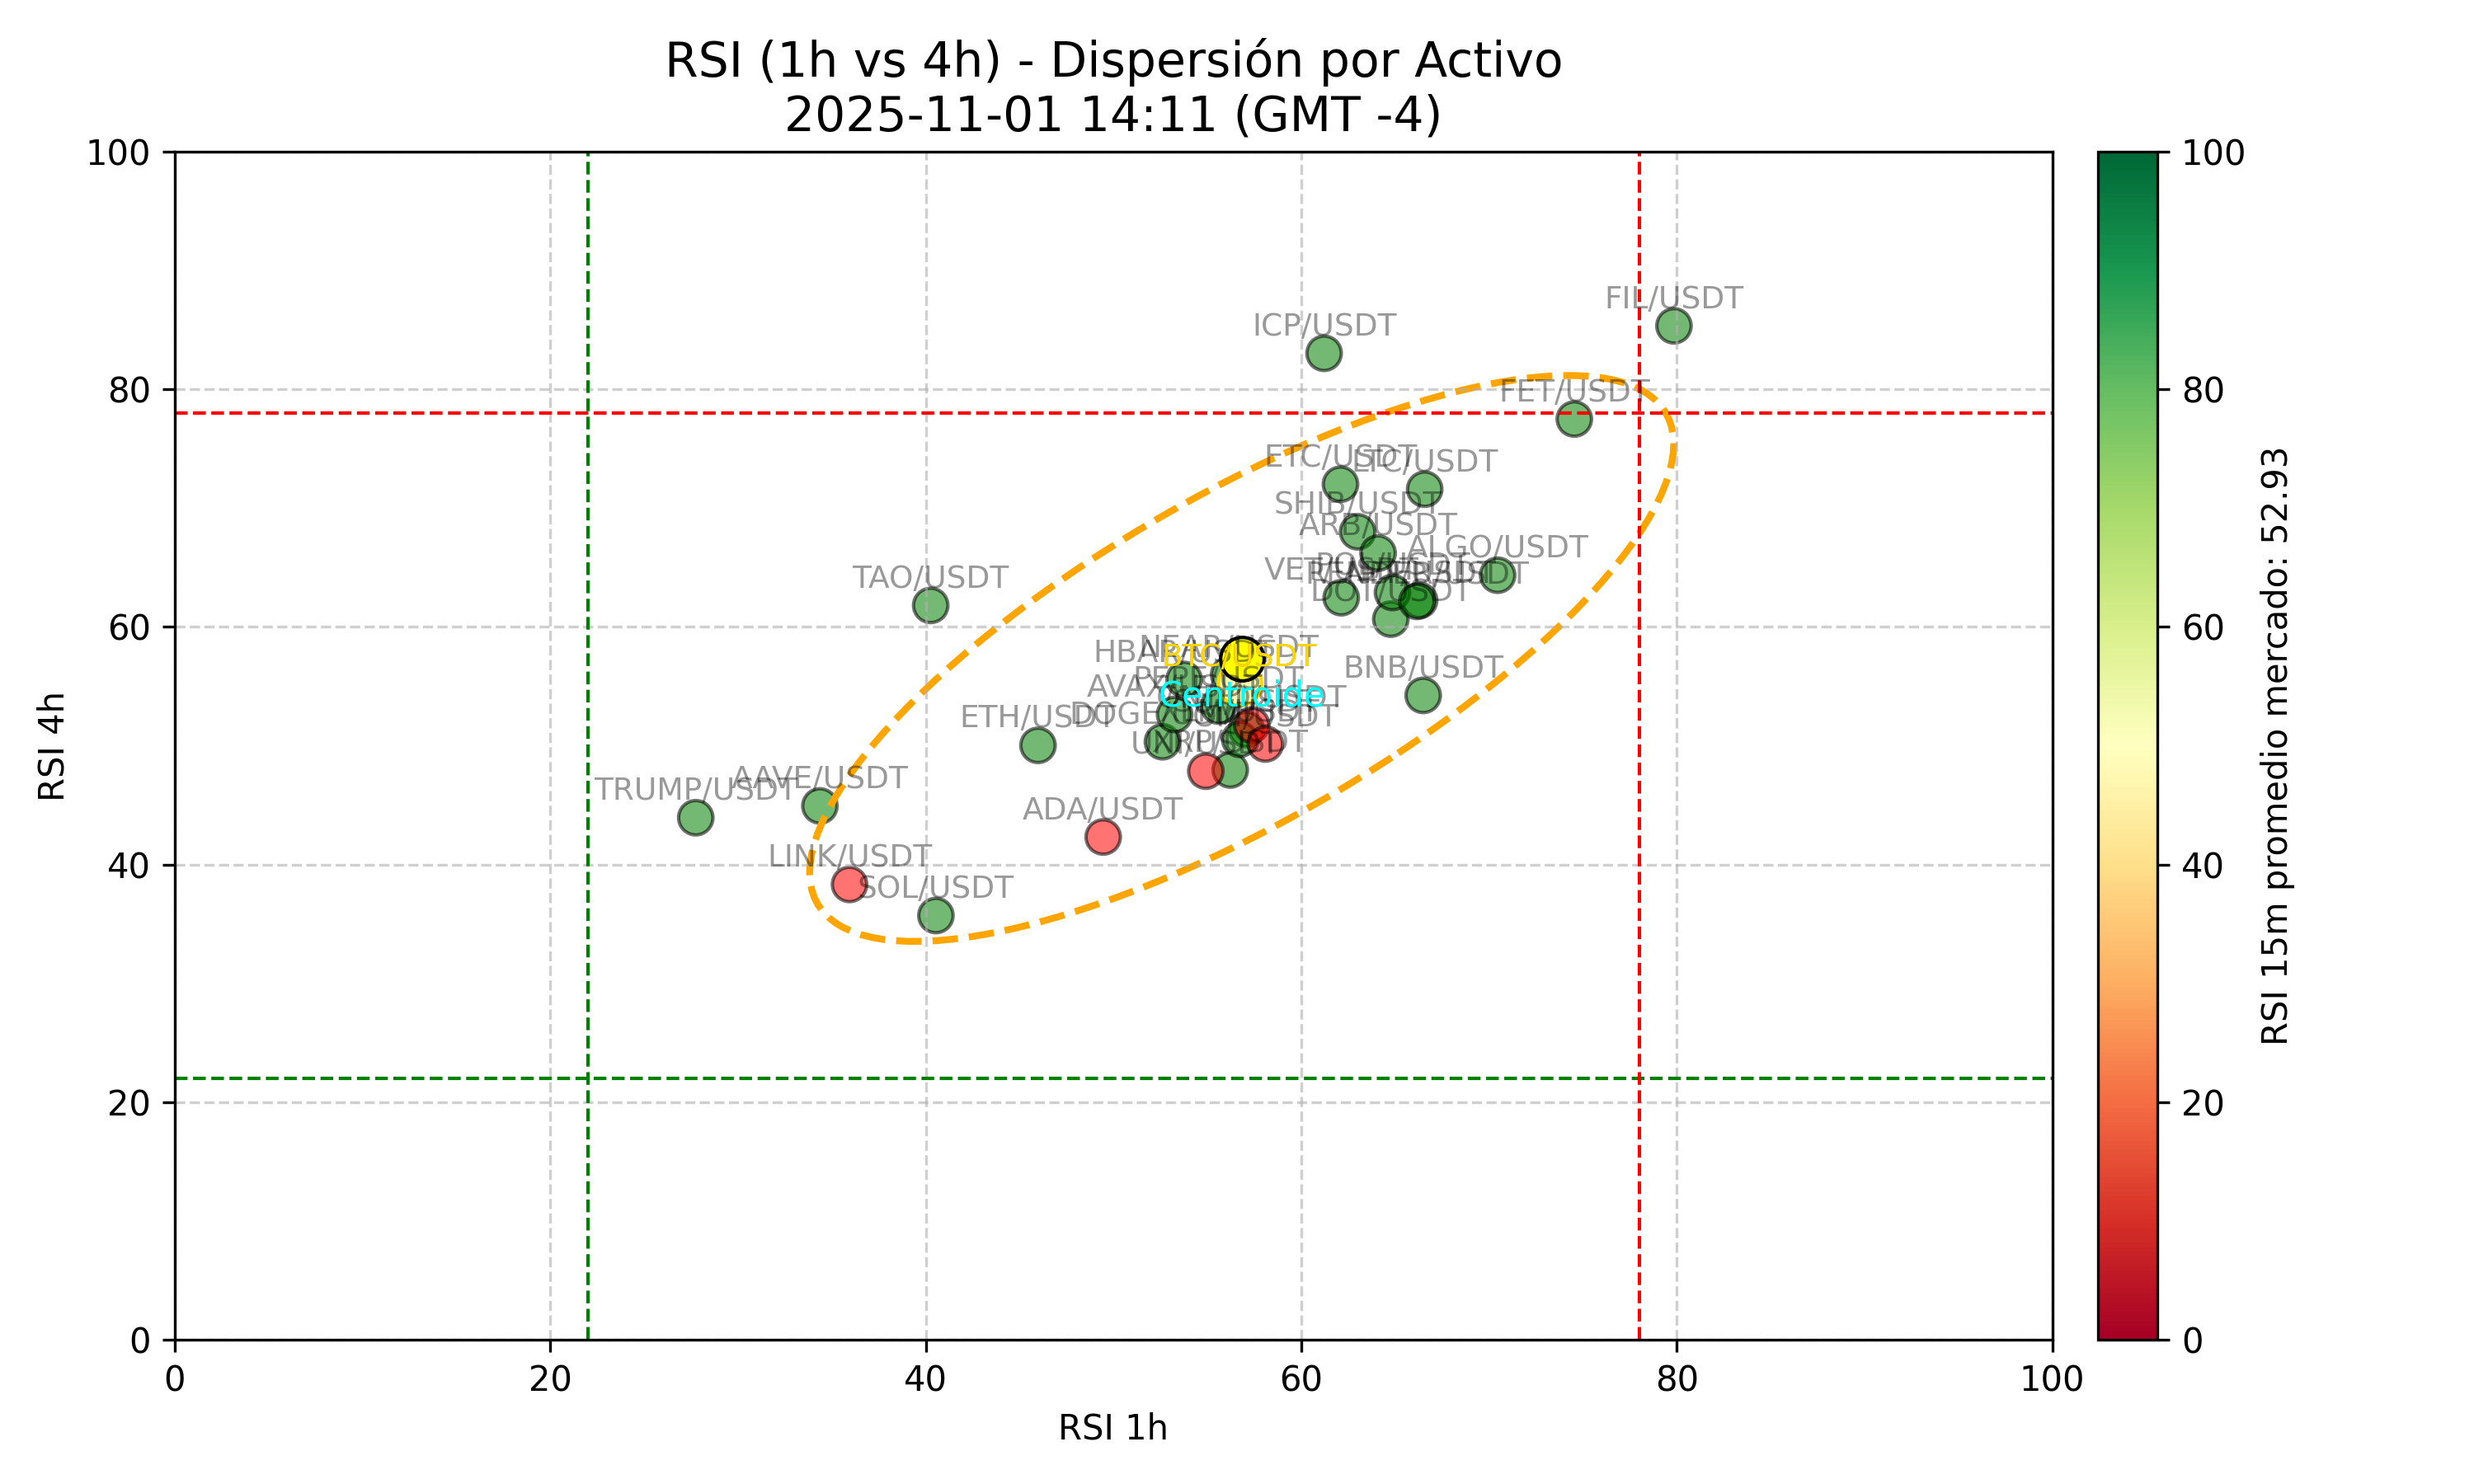 RSI (1h vs 4h) - Dispersión por Activo
2025-11-01 14:11 (GMT -4)
100
80
60
40
20
0
RSI 4h
0
20
40
60
80
100
RSI 1h
FIL/USDT
ICP/USDT
FET/USDT
ETC/USDT
LTC/USDT
SHIB/USDT
ARB/USDT
ALGO/USDT
TAO/USDT
DOT/USDT
NEAR/USDT
BTC/USDT
BNB/USDT
Centroide
ETH/USDT
TRUMP/USDT
AAVE/USDT
ADA/USDT
LINK/USDT
SOL/USDT
100
80
60
40
20
0
RSI 15m promedio mercado: 52.93